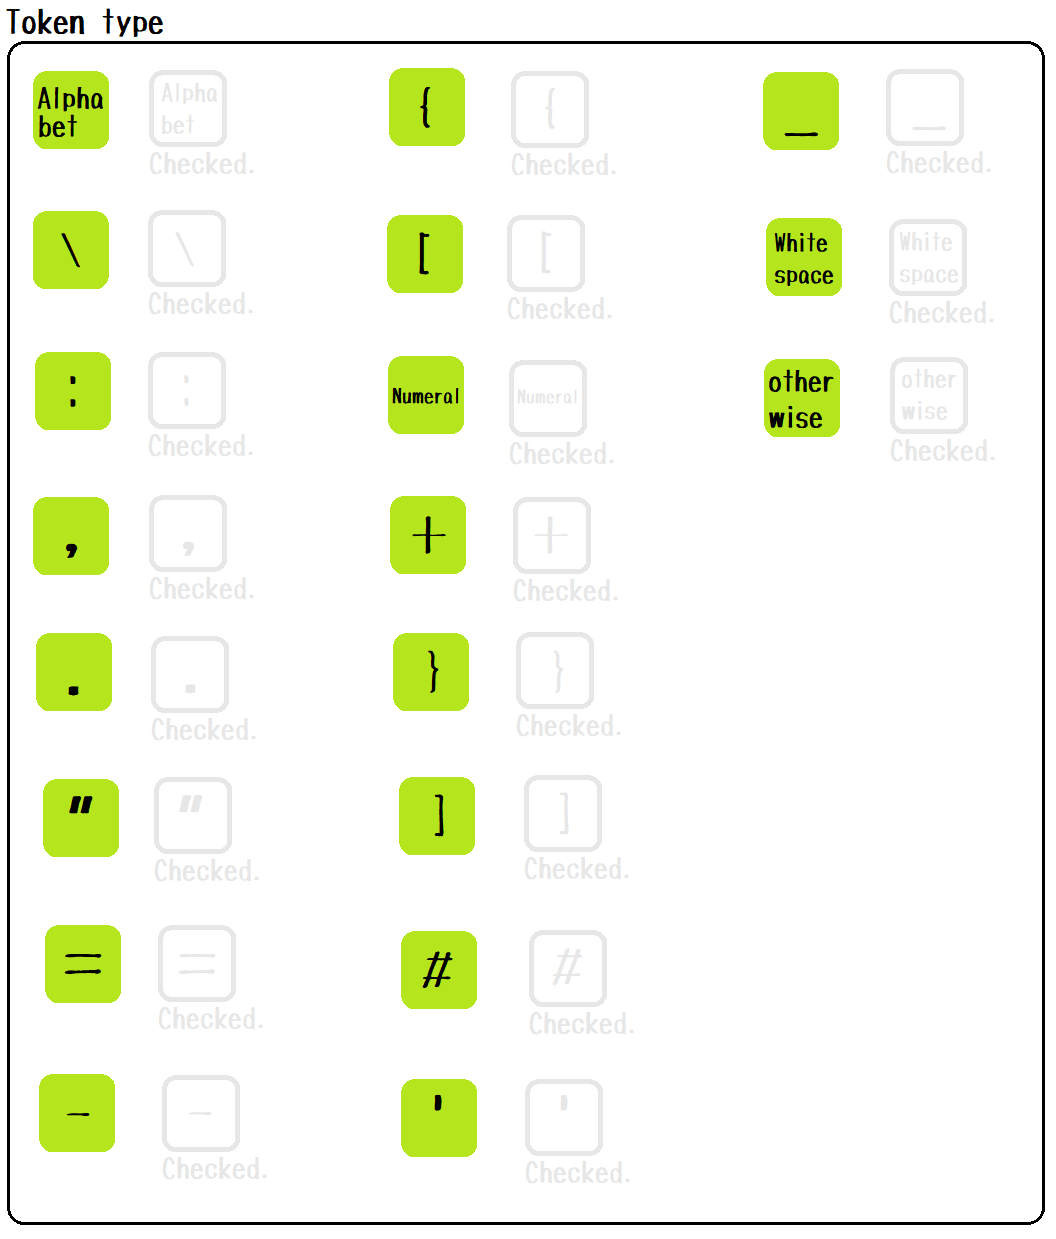 Token type
Alpha
bet
Alpha
bet
Checked.
\
\
Checked.
:
:
Checked.
,
,
Checked.
.
.
Checked.
"
"
Checked.
=
=
Checked.
-
-
Checked.
{
{
Checked.
[
[
Checked.
Numeral
Numeral
Checked.
+
+
Checked.
}
}
Checked.
]
]
Checked.
#
#
Checked.
'
'
Checked.
_
_
Checked.
White
space
White
space
Checked.
other
wise
other
wise
Checked.